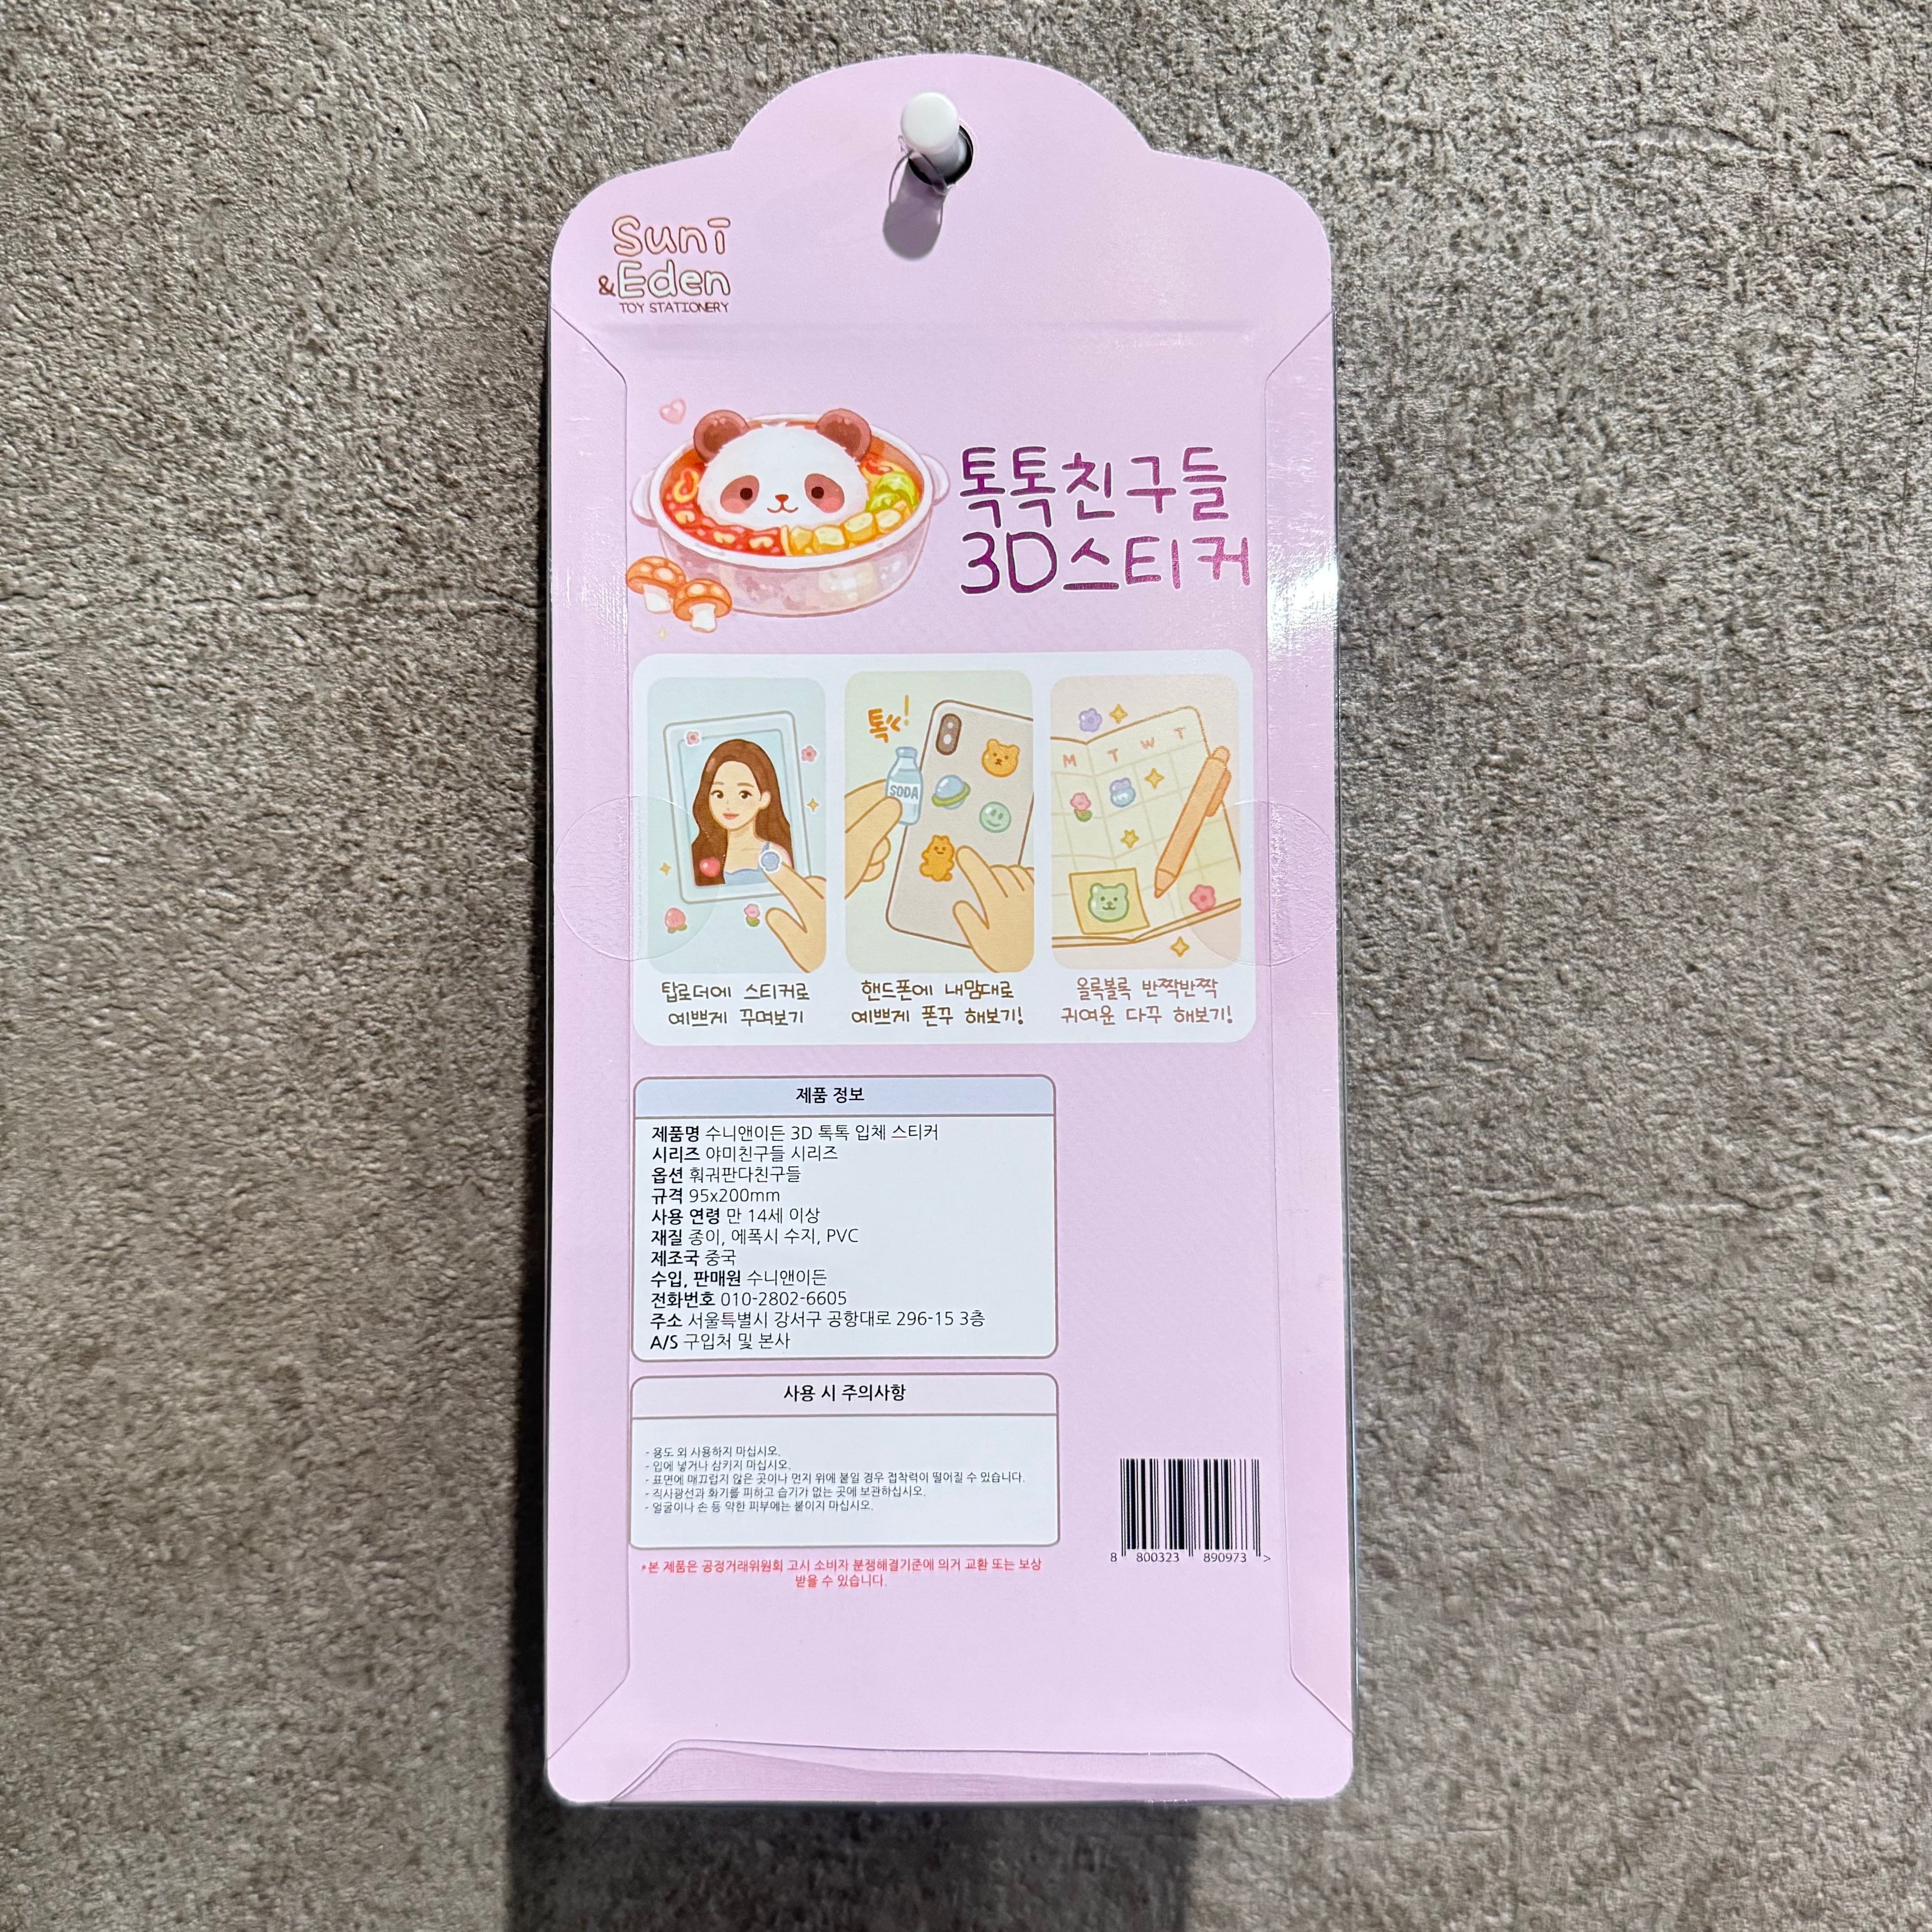 Suni
&Eden
TOY STATIONERY
톡톡친구들
3D스티커
톡!
SODA
M T W T
탑로더에 스티커로
예쁘게 꾸며보기
핸드폰에 내맘대로
예쁘게 폰꾸 해보기!
올록볼록 반짝반짝
귀여운 다꾸 해보기!
제품 정보
제품명 수니앤이든 3D 톡톡 입체 스티커
시리즈 야미친구들 시리즈
옵션 훠궈판다친구들
규격 95x200mm
사용 연령 만 14세 이상
재질 종이, 에폭시 수지, PVC
제조국 중국
수입, 판매원 수니앤이든
전화번호 010-2802-6605
주소 서울특별시 강서구 공항대로 296-15 3층
A/S 구입처 및 본사
사용 시 주의사항
- 용도 외 사용하지 마십시오.
- 입에 넣거나 삼키지 마십시오.
- 표면에 매끄럽지 않은 곳이나 먼지 위에 붙일 경우 접착력이 떨어질 수 있습니다.
- 직사광선과 화기를 피하고 습기가 없는 곳에 보관하십시오.
- 얼굴이나 손 등 약한 피부에는 붙이지 마십시오.
*본 제품은 공정거래위원회 고시 소비자 분쟁해결기준에 의거 교환 또는 보상
받을 수 있습니다.
8 800323 890973 >